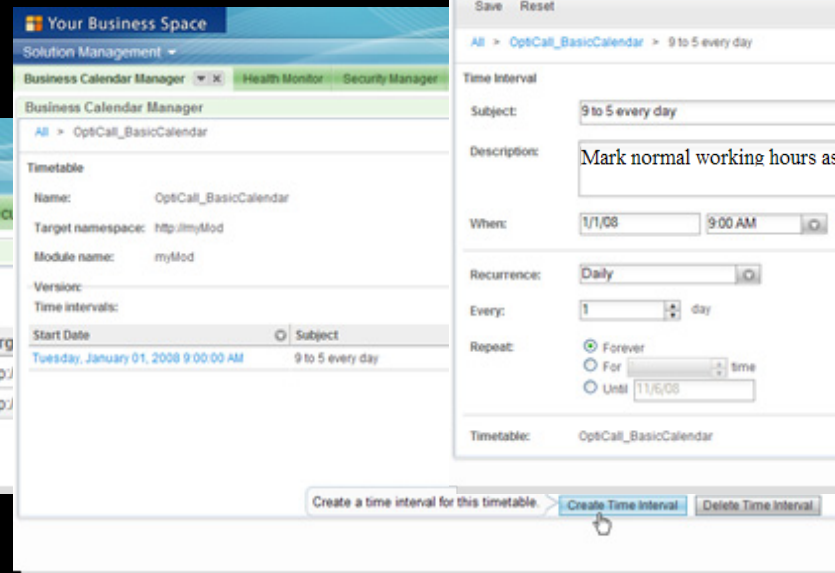 Your Business Space
Solution Management
Business Calendar Manager Health Monitor Security Manager
Business Calendar Manager
All > OptiCall_BasicCalendar
Timetable
Name: OptiCall_BasicCalendar
Target namespace: http://myMod
Module name: myMod
Version:
Time intervals:
Start Date Subject
Tuesday, January 01, 2008 9:00:00 AM 9 to 5 every day
Create a time interval for this timetable.
Create Time Interval Delete Time Interval
Save Reset
All > OptiCall_BasicCalendar > 9 to 5 every day
Time Interval
Subject: 9 to 5 every day
Description: Mark normal working hours as
When: 1/1/08 9:00 AM
Recurrence: Daily
Every: 1 day
Repeat: Forever
For time
Until 11/6/08
Timetable: OptiCall_BasicCalendar